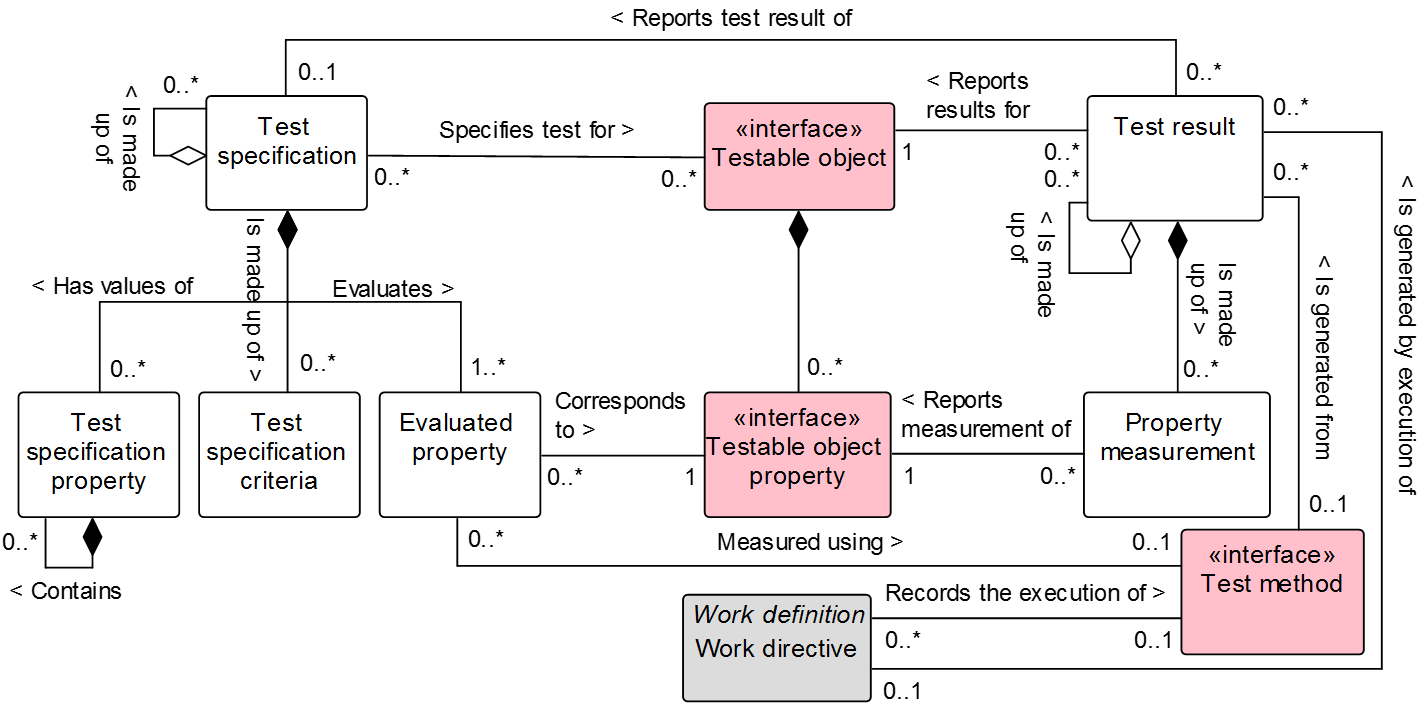 < Reports test result of
0..1
0..*
0..*
< Is made
up of
Test
specification
Specifies test for >
0..*
0..*
«interface»
Testable object
< Reports
results for
1
0..*
0..*
Test result
0..*
0..*
< Is made
up of
< Is generated by execution of
< Is generated from
Is made up of >
Is made
up of >
< Has values of
Evaluates >
0..*
0..*
1..*
0..*
0..*
Test
specification
property
Test
specification
criteria
Evaluated
property
Corresponds
to >
0..*
1
«interface»
Testable object
property
< Reports
measurement of
1
0..*
Property
measurement
0..*
< Contains
0..*
Measured using >
0..1
0..1
«interface»
Test method
Records the execution of >
0..*
0..1
Work definition
Work directive
0..1